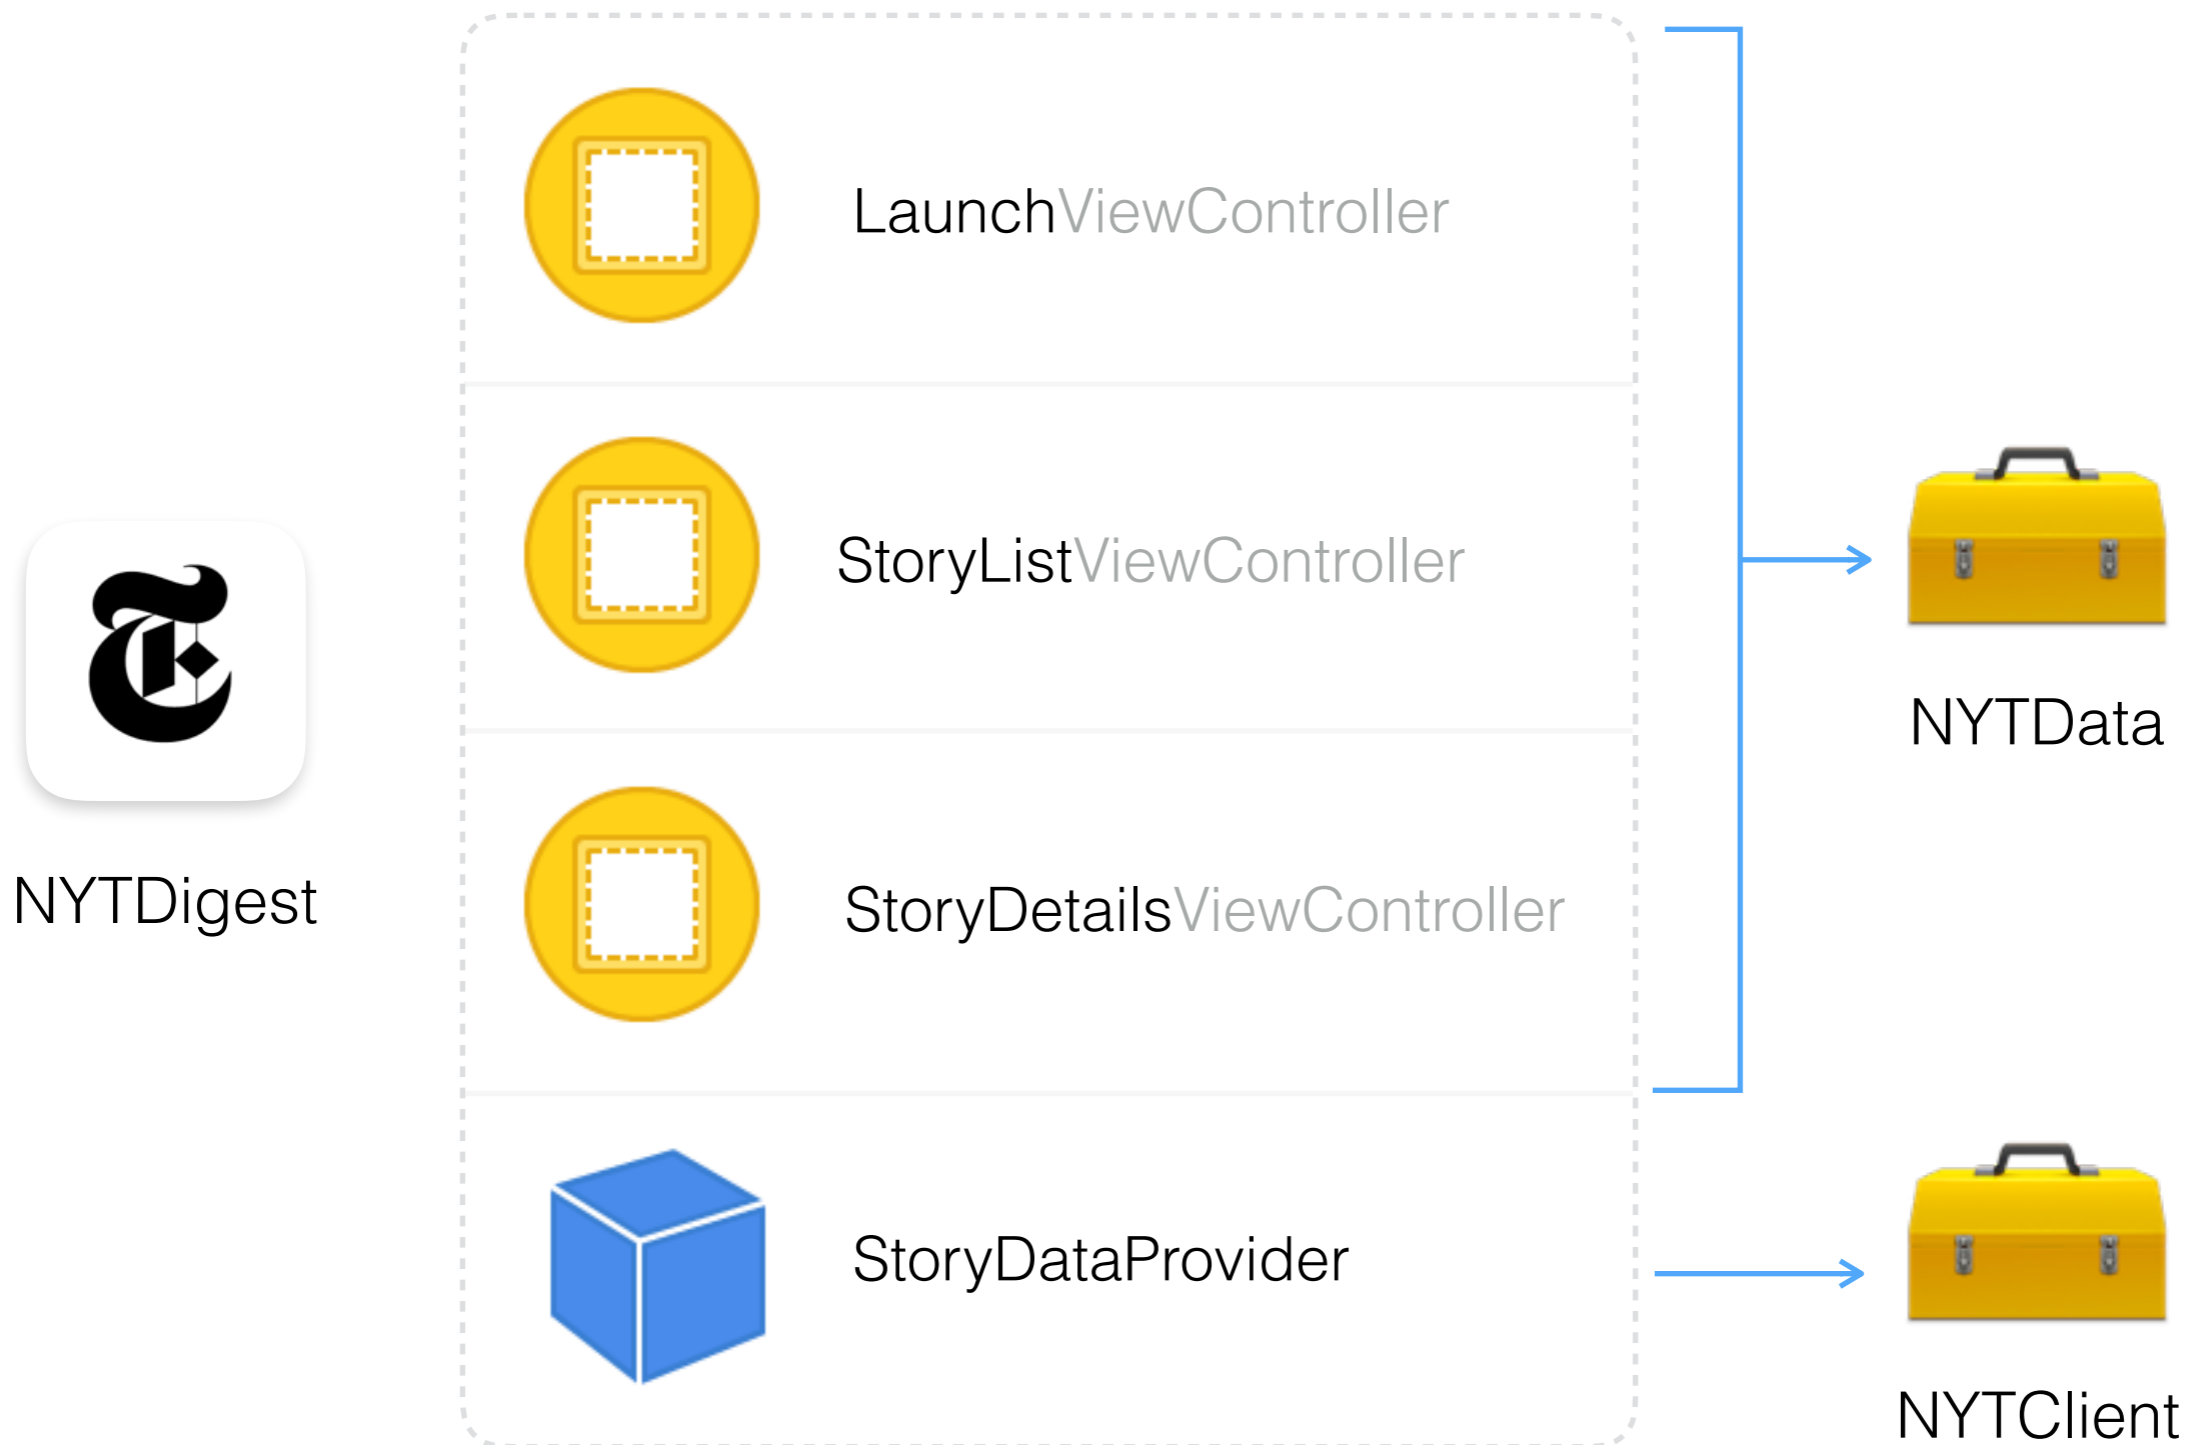 LaunchViewController
StoryListViewController
StoryDetailsViewController
StoryDataProvider
NYTDigest
NYTData
NYTClient